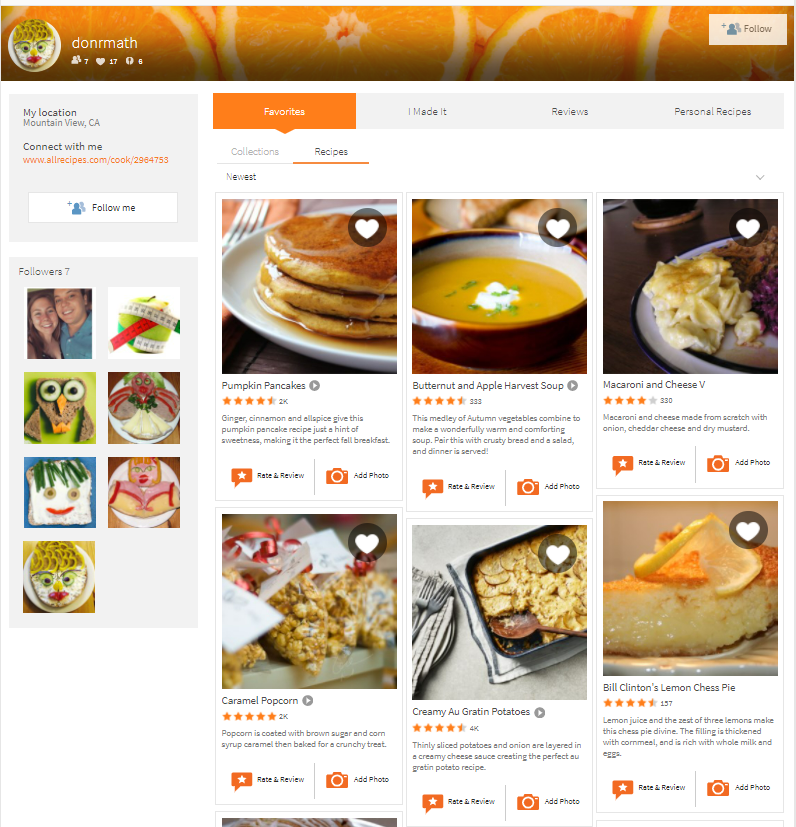 donrmath
7 17 6
+ Follow
My location
Mountain View, CA
Connect with me
www.allrecipes.com/cook/2964753
+ Follow me
Followers 7
Favorites
I Made It
Reviews
Personal Recipes
Collections
Recipes
Newest
Pumpkin Pancakes
2K
Ginger, cinnamon and allspice give this
pumpkin pancake recipe just a hint of
sweetness, making it the perfect fall breakfast.
Rate & Review
Add Photo
Butternut and Apple Harvest Soup
333
This medley of Autumn vegetables combine to
make a wonderfully warm and comforting
soup. Pair this with crusty bread and a salad,
and dinner is served!
Rate & Review
Add Photo
Macaroni and Cheese V
330
Macaroni and cheese made from scratch with
onion, cheddar cheese and dry mustard.
Rate & Review
Add Photo
Caramel Popcorn
2K
Popcorn is coated with brown sugar and corn
syrup caramel then baked for a crunchy treat.
Rate & Review
Add Photo
Creamy Au Gratin Potatoes
4K
Thinly sliced potatoes and onion are layered in
a creamy cheese sauce creating the perfect au
gratin potato recipe.
Rate & Review
Add Photo
Bill Clinton's Lemon Chess Pie
157
Lemon juice and the zest of three lemons make
this chess pie divine. The filling is thickened
with cornmeal, and is rich with whole milk and
eggs.
Rate & Review
Add Photo